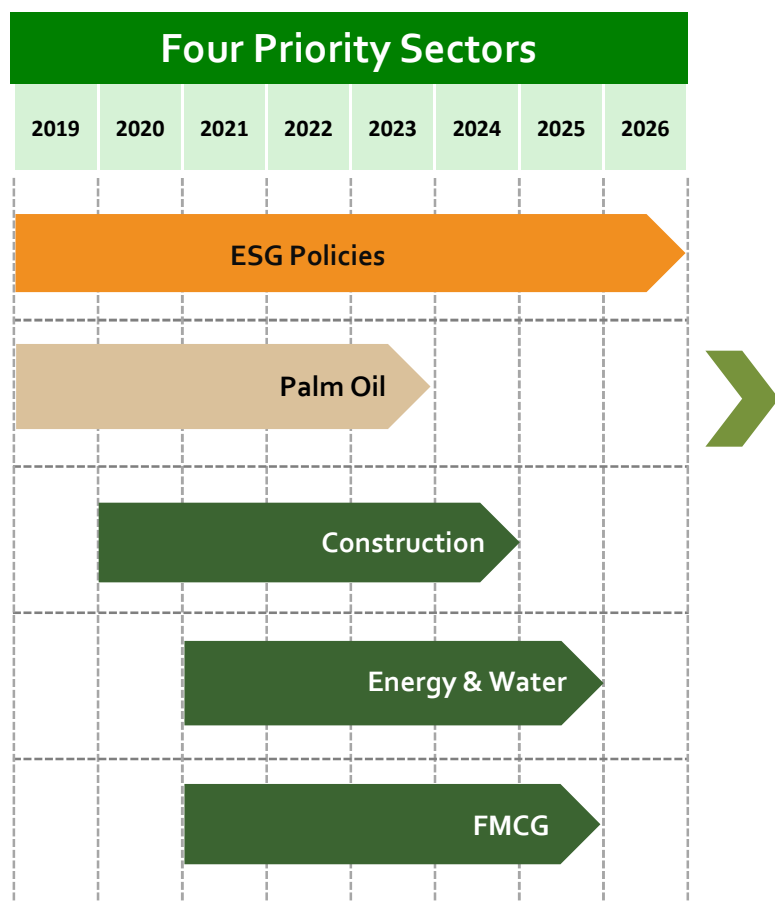 Four Priority Sectors
2019 2020 2021 2022 2023 2024 2025 2026
ESG Policies
Palm Oil
Construction
Energy & Water
FMCG